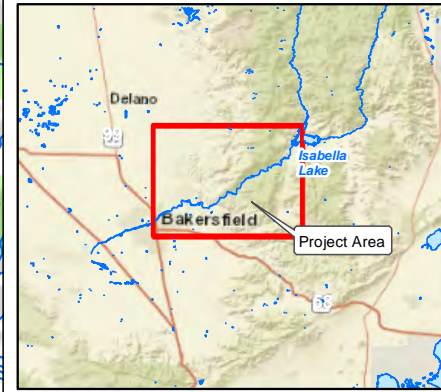 Delano
99
Isabella
Lake
Bakersfield
Project Area
58